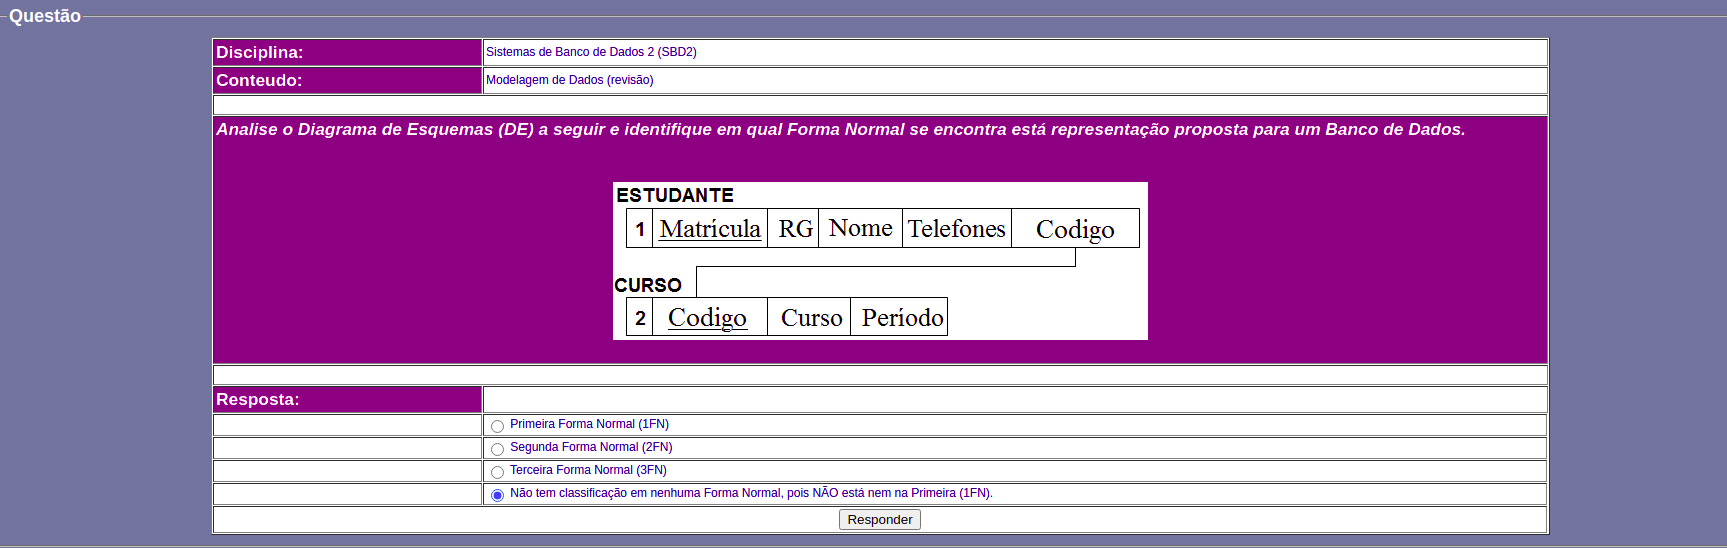 Questão
Disciplina: Sistemas de Banco de Dados 2 (SBD2)
Conteudo: Modelagem de Dados (revisão)
Analise o Diagrama de Esquemas (DE) a seguir e identifique em qual Forma Normal se encontra está representação proposta para um Banco de Dados.
ESTUDANTE
1 Matrícula RG Nome Telefones Codigo
CURSO
2 Codigo Curso Período
Resposta:
Primeira Forma Normal (1FN)
Segunda Forma Normal (2FN)
Terceira Forma Normal (3FN)
Não tem classificação em nenhuma Forma Normal, pois NÃO está nem na Primeira (1FN).
Responder